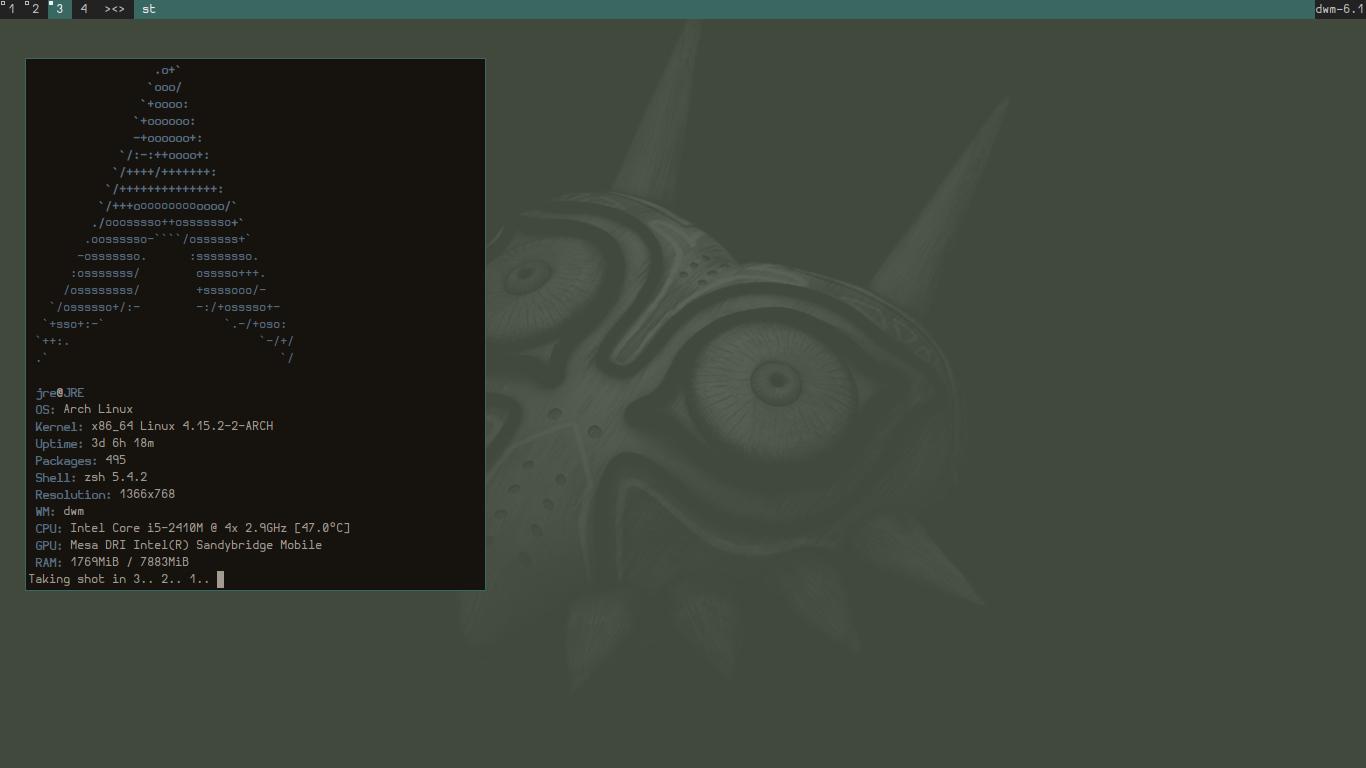 1 2 3 4 ><> st dwm-6.1
.o+`
`ooo/
`+oooo:
`+oooooo:
-+oooooo+:
`/:-:++oooo+:
`/++++/+++++++:
`/++++++++++++++:
`/+++ooooooooooooo/`
./ooosssso++osssssso+`
.oossssso-````/ossssss+`
-osssssso. :ssssssso.
:osssssss/ osssso+++.
/ossssssss/ +ssssooo/-
`/ossssso+/:- -:/+osssso+-
`+sso+:-` `.-/+oso:
`++:. `-/+/
.` `/
jre@JRE
OS: Arch Linux
Kernel: x86_64 Linux 4.15.2-2-ARCH
Uptime: 3d 6h 18m
Packages: 495
Shell: zsh 5.4.2
Resolution: 1366x768
WM: dwm
CPU: Intel Core i5-2410M @ 4x 2.9GHz [47.0°C]
GPU: Mesa DRI Intel(R) Sandybridge Mobile
RAM: 1769MiB / 7883MiB
Taking shot in 3.. 2.. 1..